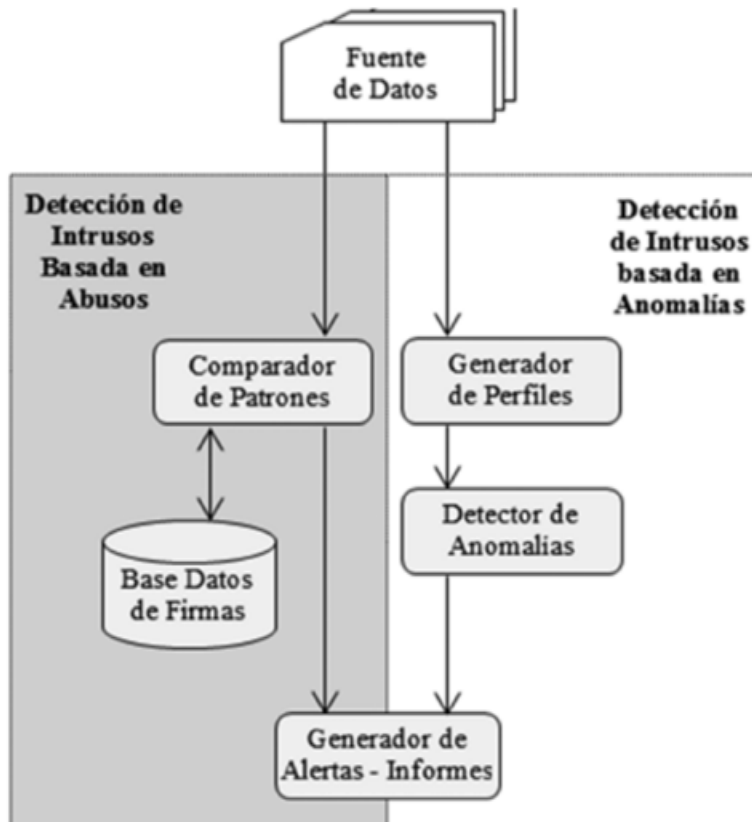 Fuente
de Datos
Detección de
Intrusos
Basada en
Abusos
Detección
de Intrusos
basada en
Anomalías
Comparador
de Patrones
Generador
de Perfiles
Detector de
Anomalías
Base Datos
de Firmas
Generador de
Alertas - Informes